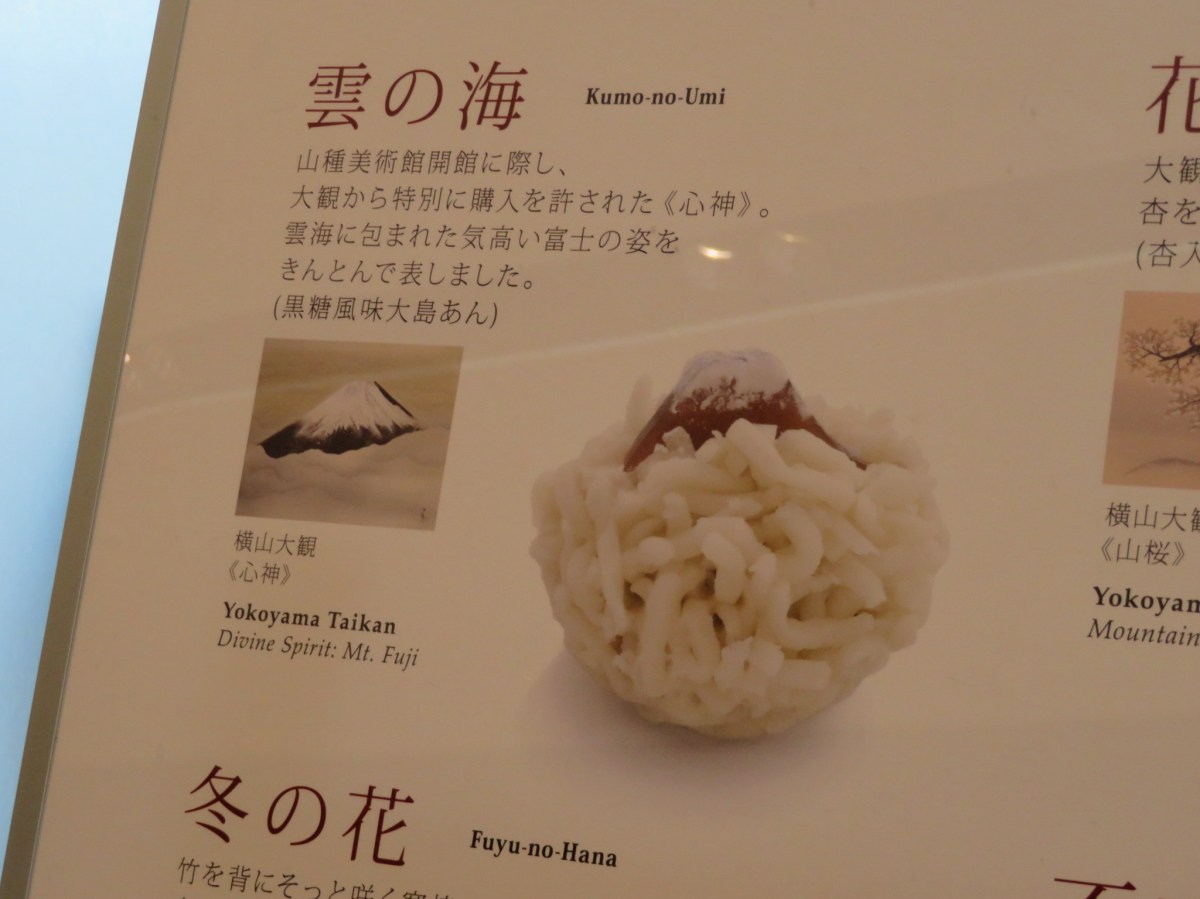 雲の海 Kumo-no-Umi
山種美術館開館に際し、
大観から特別に購入を許された《心神》。
雲海に包まれた気高い富士の姿を
きんとんで表しました。
(黒糖風味大島あん)
横山大観
《心神》
Yokoyama Taikan
Divine Spirit: Mt. Fuji
冬の花 Fuyu-no-Hana
竹を背にそっと咲く寒
花
大観
杏を
(杏入
横山大観
《山桜》
Yokoyam
Mountain